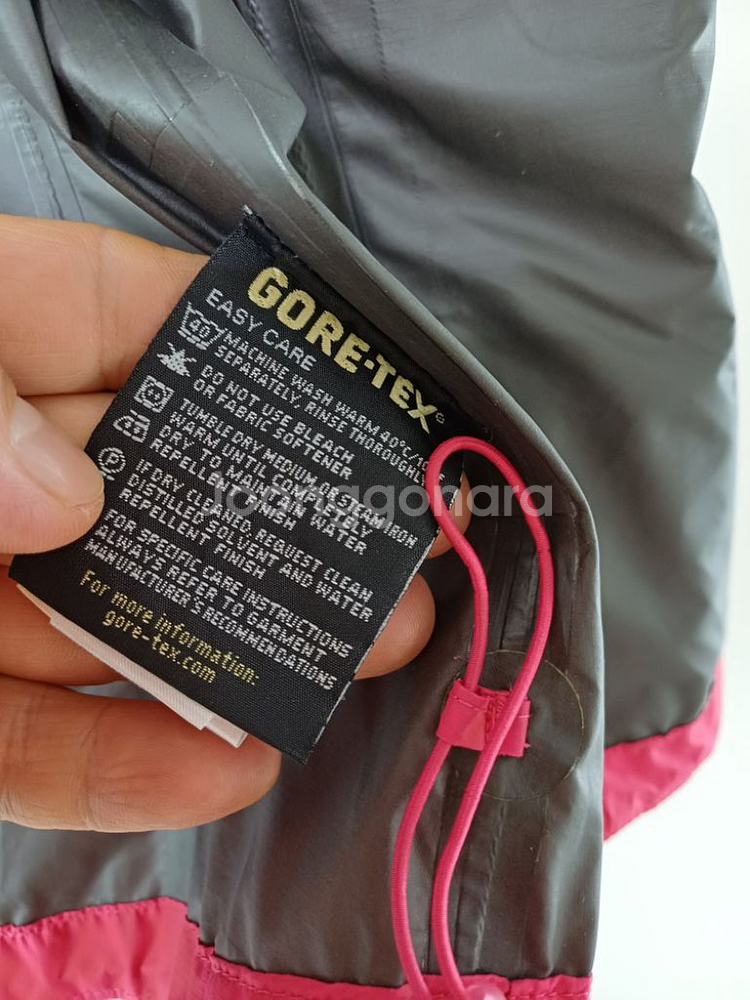 GORE-TEX®
EASY CARE
40
MACHINE WASH WARM 40°C/
SEPARATELY, RINSE THOROUGHLY
DO NOT USE BLEACH
OR FABRIC SOFTENER
TUMBLE DRY MEDIUM OR STEAM IRON
WARM UNTIL COMPLETELY
DRY TO MAINTAIN WATER
REPELLENT FINISH
P
IF DRY CLEANED, REQUEST CLEAN
DISTILLED SOLVENT AND WATER
REPELLENT FINISH
FOR SPECIFIC CARE INSTRUCTIONS
ALWAYS REFER TO GARMENT
MANUFACTURER'S RECOMMENDATIONS
For more information:
gore-tex.com
Joonggonara